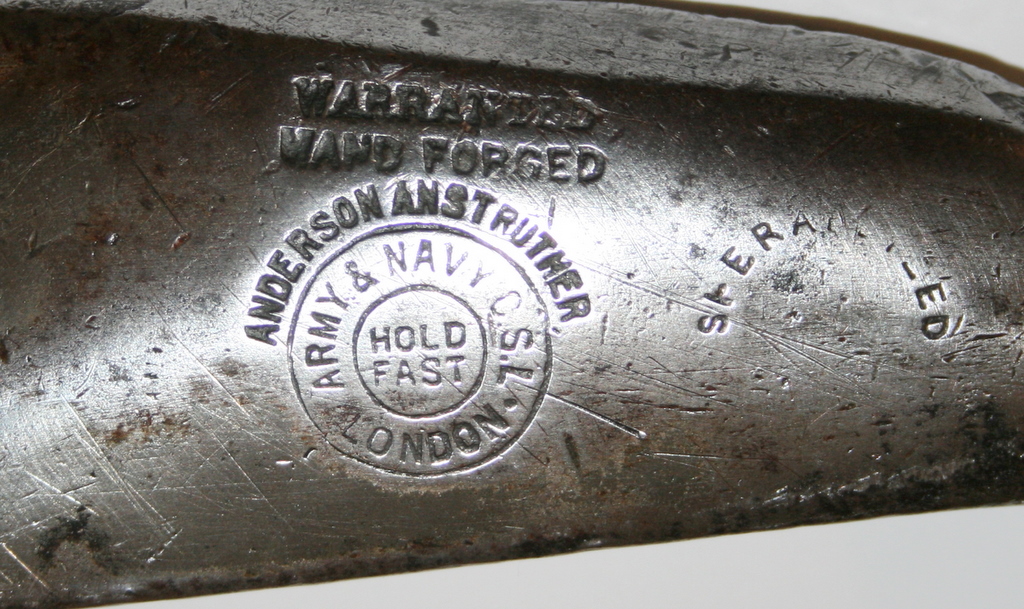 WARRANTED
HAND FORGED
ANDERSON ANSTRUTHER
ARMY & NAVY C.S.L.
HOLD
FAST
LONDON